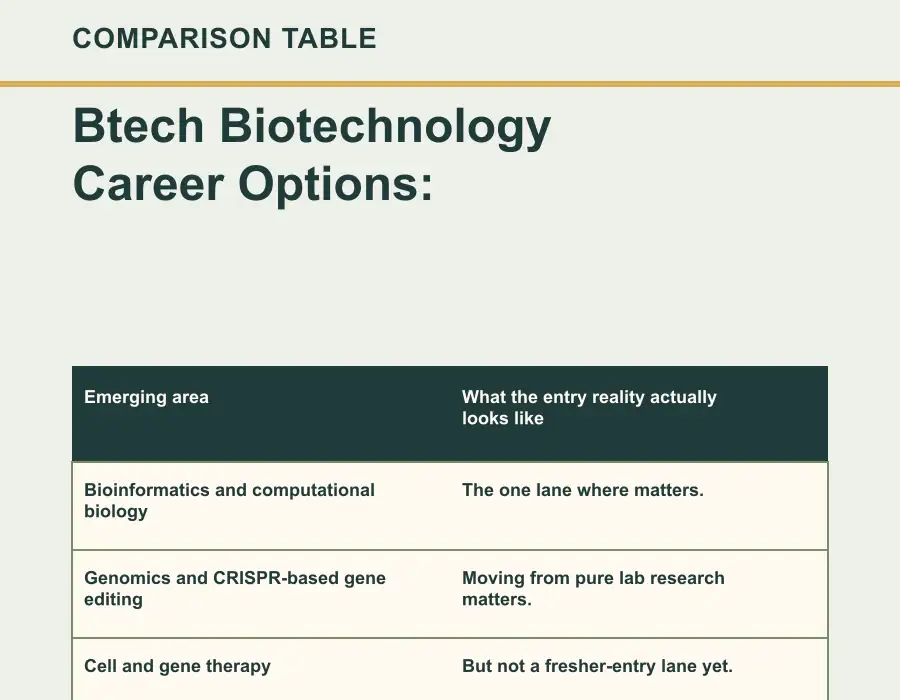 COMPARISON TABLE
Btech Biotechnology
Career Options:
Emerging area
What the entry reality actually
looks like
Bioinformatics and computational
biology
The one lane where matters.
Genomics and CRISPR-based gene
editing
Moving from pure lab research
matters.
Cell and gene therapy
But not a fresher-entry lane yet.